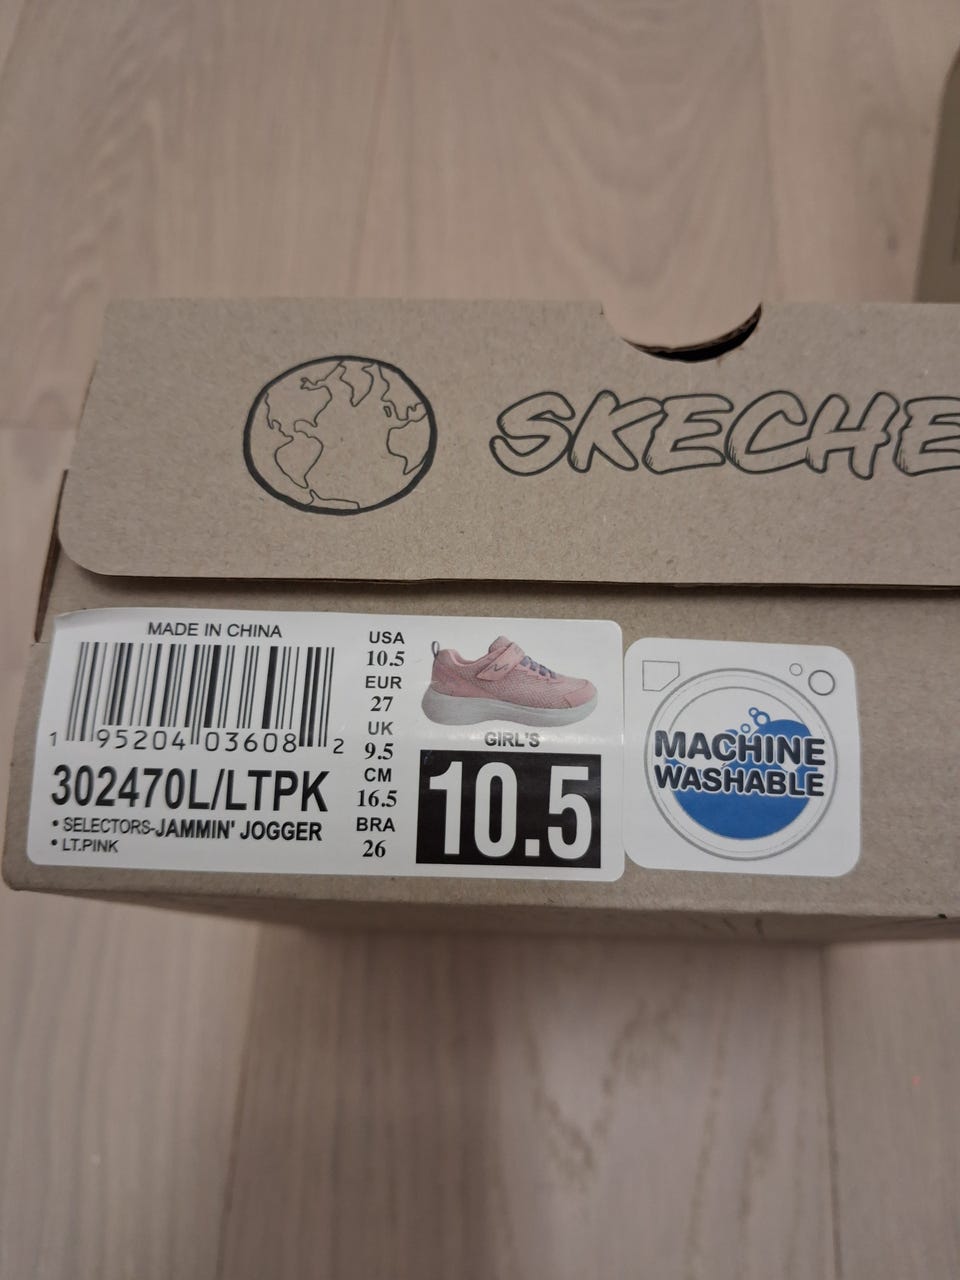 SKECHE
MADE IN CHINA
1 95204 03608 2
302470L/LTPK
• SELECTORS-JAMMIN' JOGGER
• LT.PINK
USA
10.5
EUR
27
UK
9.5
CM
16.5
BRA
26
GIRL'S
10.5
MACHINE
WASHABLE